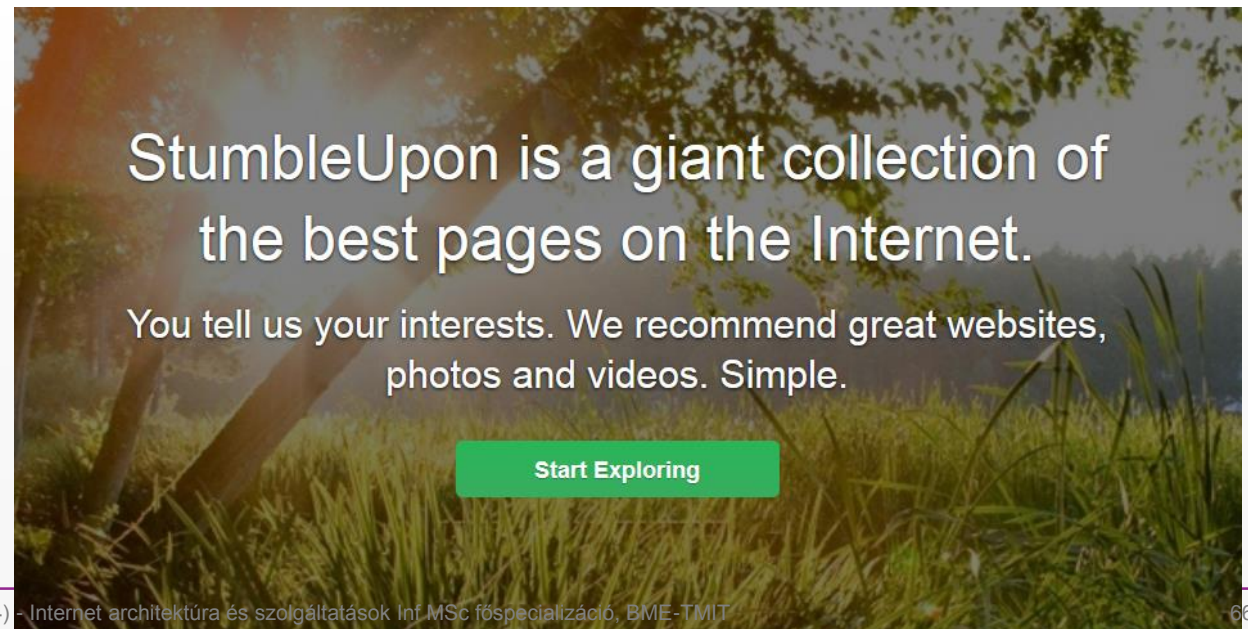 StumbleUpon is a giant collection of
the best pages on the Internet.
You tell us your interests. We recommend great websites,
photos and videos. Simple.
Start Exploring
) - Internet architektúra és szolgáltatások Inf MSc főspecializáció, BME-TMIT